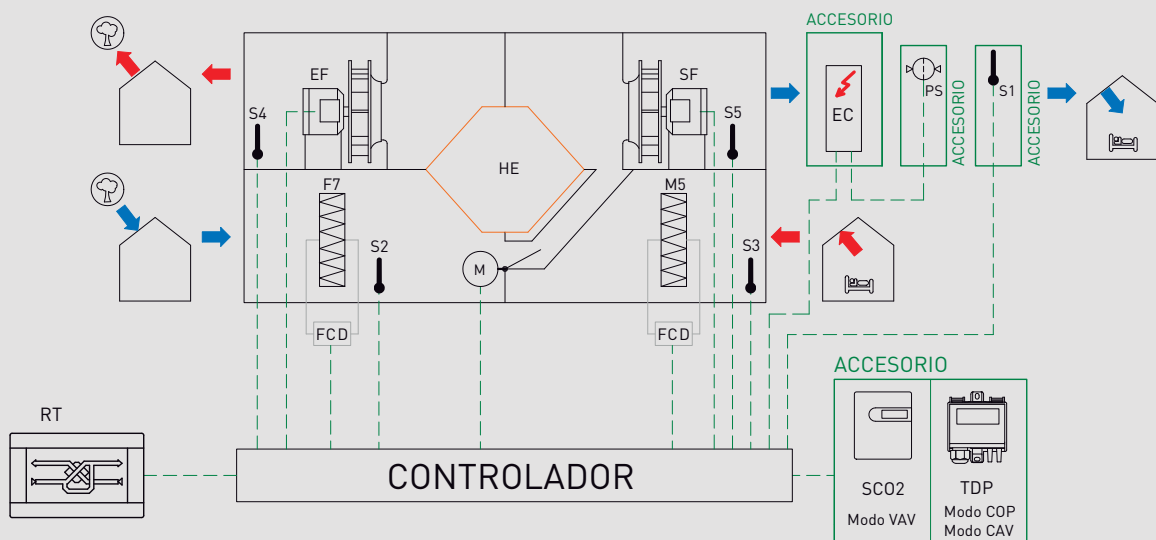 ACCESORIO
EF
SF
S4
S5
EC
PS
ACCESORIO
S1
ACCESORIO
HE
F7
M5
S2
M
S3
FCD
FCD
ACCESORIO
RT
CONTROLADOR
SCO2
TDP
Modo VAV
Modo COP
Modo CAV